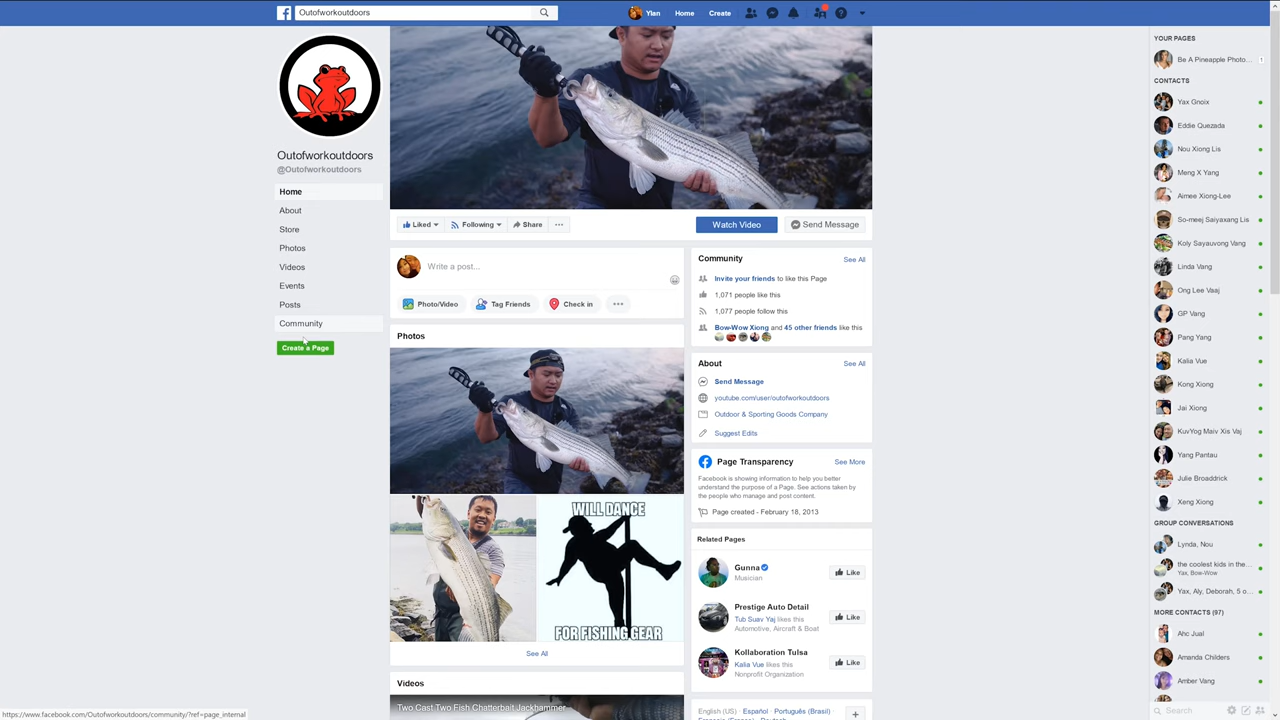 Outofworkoutdoors
Ylan
Home
Create
Outofworkoutdoors
@Outofworkoutdoors
Home
About
Store
Photos
Videos
Events
Posts
Community
Create a Page
Liked
Following
Share
Watch Video
Send Message
Write a post...
Photo/Video
Tag Friends
Check in
Photos
WILL DANCE
FOR FISHING GEAR
See All
Videos
Two Cast Two Fish Chatterbait Jackhammer
Community
See All
Invite your friends to like this Page
1,071 people like this
1,077 people follow this
Bow-Wow Xiong and 45 other friends like this
About
See All
Send Message
youtube.com/user/outofworkoutdoors
Outdoor & Sporting Goods Company
Suggest Edits
Page Transparency
See More
Facebook is showing information to help you better
understand the purpose of a Page. See actions taken by
the people who manage and post content.
Page created - February 18, 2013
Related Pages
Gunna
Musician
Like
Prestige Auto Detail
Tub Suav Yaj likes this
Automotive, Aircraft & Boat
Like
Kollaboration Tulsa
Kalia Vue likes this
Nonprofit Organization
Like
English (US) · Español · Português (Brasil) ·
YOUR PAGES
Be A Pineapple Photo...
1
CONTACTS
Yax Gnoix
Eddie Quezada
Nou Xiong Lis
Meng X Yang
Aimee Xiong-Lee
So-meej Saiyaxang Lis
Koly Sayauvong Vang
Linda Vang
Ong Lee Vaaj
GP Vang
Pang Yang
Kalia Vue
Kong Xiong
Jai Xiong
KuvYog Maiv Xis Vaj
Yang Pantau
Julie Broaddrick
Xeng Xiong
GROUP CONVERSATIONS
Lynda, Nou
the coolest kids in the...
Yax, Bow-Wow
Yax, Aly, Deborah, 5 o...
MORE CONTACTS (97)
Ahc Jual
Amanda Childers
Amber Vang
Search
https://www.facebook.com/Outofworkoutdoors/community/?ref=page_internal